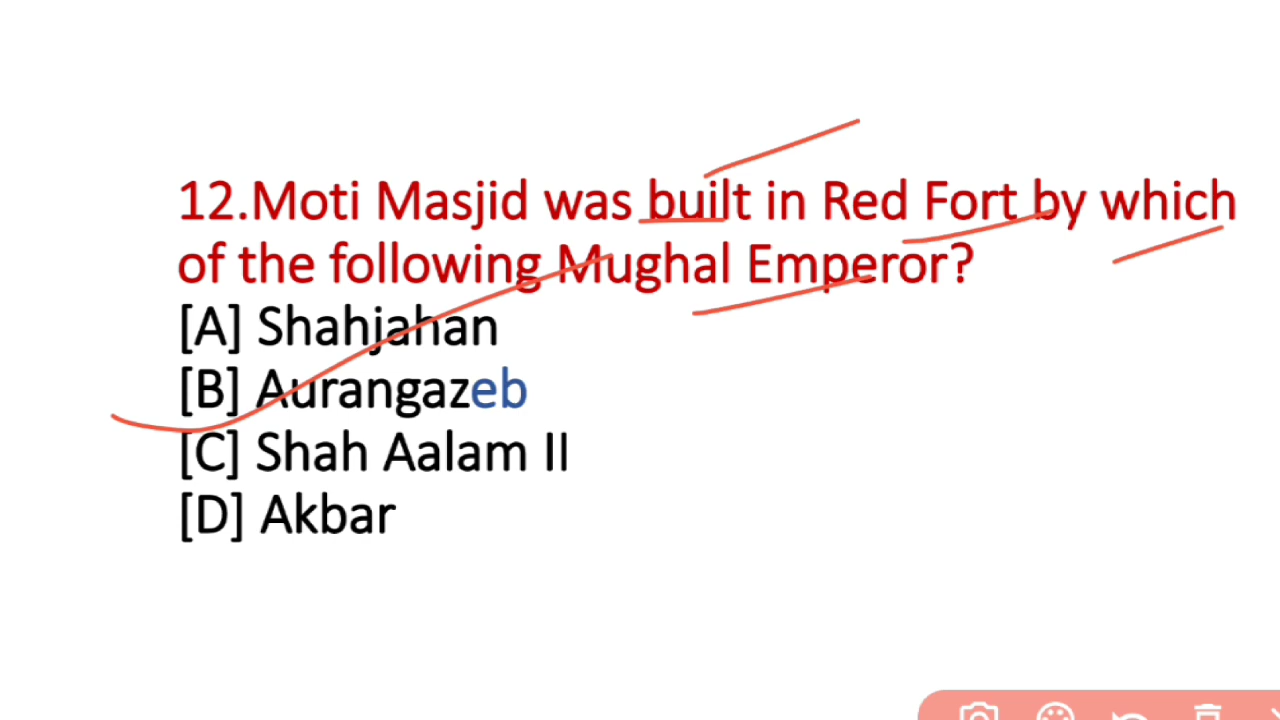 12.Moti Masjid was built in Red Fort by which
of the following Mughal Emperor?
[A] Shahjahan
[B] Aurangazeb
[C] Shah Aalam II
[D] Akbar